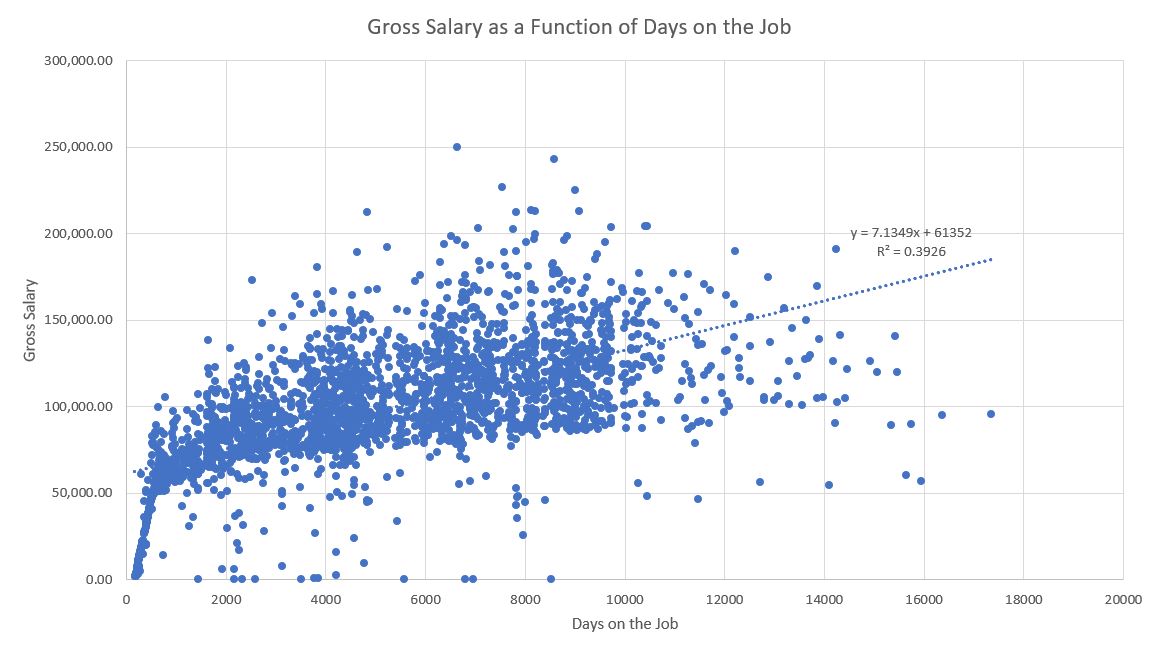 Gross Salary as a Function of Days on the Job
300,000.00
250,000.00
200,000.00
150,000.00
100,000.00
50,000.00
0.00
Gross Salary
y = 7.1349x + 61352
R² = 0.3926
0 2000 4000 6000 8000 10000 12000 14000 16000 18000 20000
Days on the Job